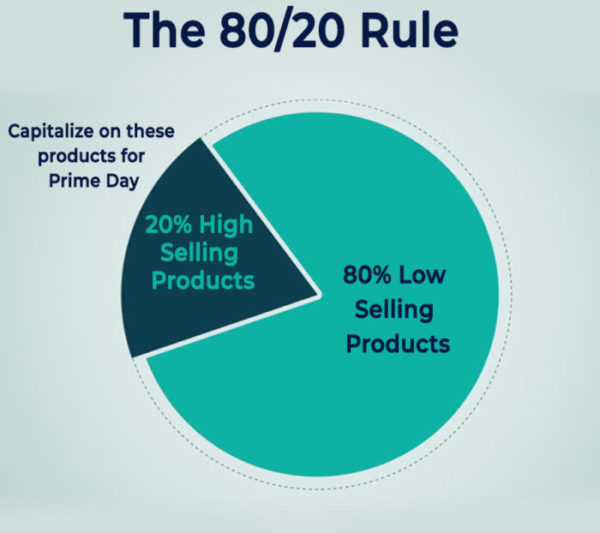 The 80/20 Rule
Capitalize on these
products for
Prime Day
20% High
Selling
Products
80% Low
Selling
Products